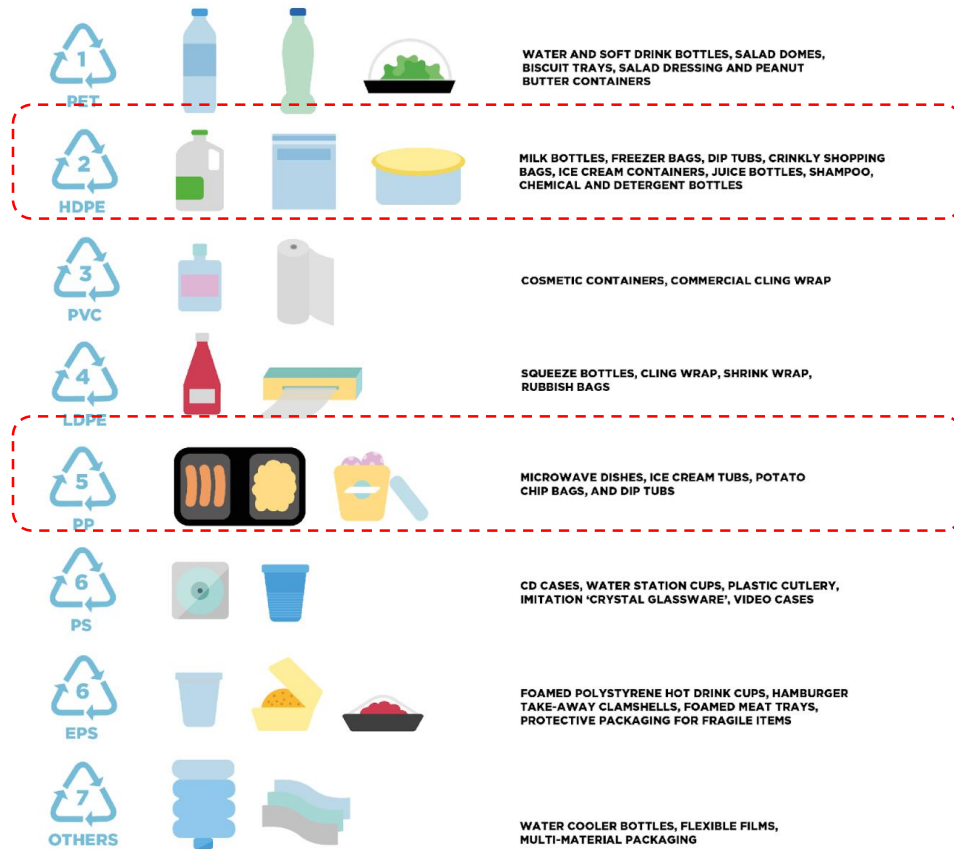 1
PET
WATER AND SOFT DRINK BOTTLES, SALAD DOMES,
BISCUIT TRAYS, SALAD DRESSING AND PEANUT
BUTTER CONTAINERS
2
HDPE
MILK BOTTLES, FREEZER BAGS, DIP TUBS, CRINKLY SHOPPING
BAGS, ICE CREAM CONTAINERS, JUICE BOTTLES, SHAMPOO,
CHEMICAL AND DETERGENT BOTTLES
3
PVC
COSMETIC CONTAINERS, COMMERCIAL CLING WRAP
4
LDPE
SQUEEZE BOTTLES, CLING WRAP, SHRINK WRAP,
RUBBISH BAGS
5
PP
MICROWAVE DISHES, ICE CREAM TUBS, POTATO
CHIP BAGS, AND DIP TUBS
6
PS
CD CASES, WATER STATION CUPS, PLASTIC CUTLERY,
IMITATION ‘CRYSTAL GLASSWARE’, VIDEO CASES
6
EPS
FOAMED POLYSTYRENE HOT DRINK CUPS, HAMBURGER
TAKE-AWAY CLAMSHELLS, FOAMED MEAT TRAYS,
PROTECTIVE PACKAGING FOR FRAGILE ITEMS
7
OTHERS
WATER COOLER BOTTLES, FLEXIBLE FILMS,
MULTI-MATERIAL PACKAGING